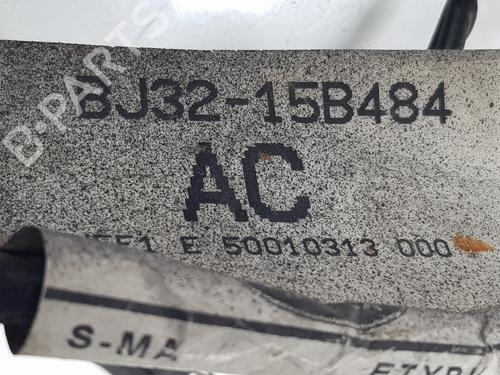 BJ32-15B484
AC
E 50010313 000
S-MA
B-PARTS